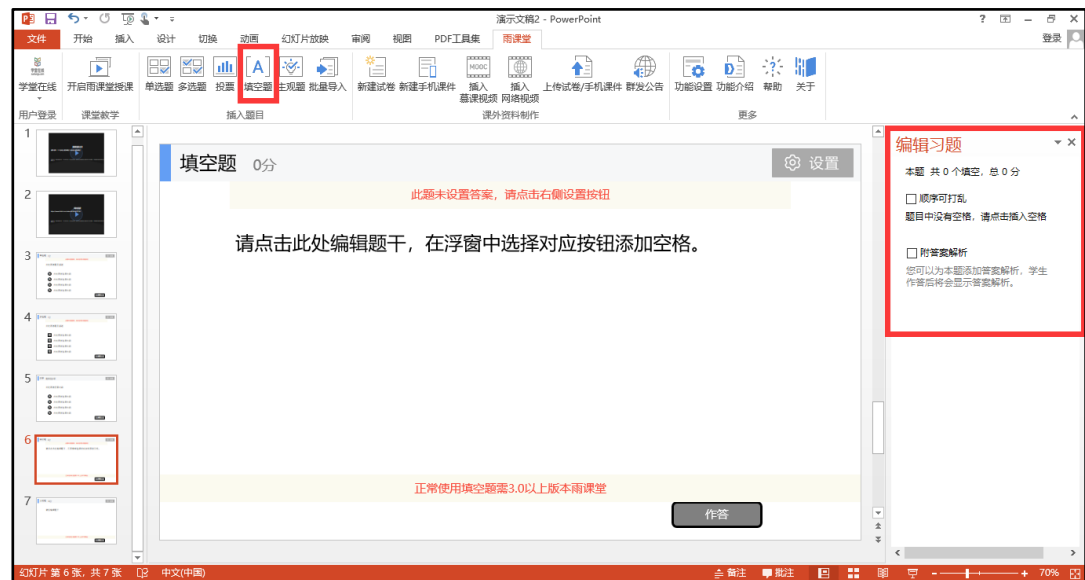 演示文稿2 - PowerPoint
文件 开始 插入 设计 切换 动画 幻灯片放映 审阅 视图 PDF工具集 雨课堂 登录
学堂在线 开启雨课堂授课 单选题 多选题 投票 填空题 主观题 批量导入 新建试卷 新建手机课件 插入 慕课视频 插入 网络视频 上传试卷/手机课件 群发公告 功能设置 功能介绍 帮助 关于
用户登录 课堂教学 插入题目 课外资料制作 更多
1
2
3
4
5
6
7
填空题 0分
设置
此题未设置答案，请点击右侧设置按钮
请点击此处编辑题干，在浮窗中选择对应按钮添加空格。
正常使用填空题需3.0以上版本雨课堂
作答
编辑习题
本题 共 0 个填空，总 0 分
顺序可打乱
题目中没有空格，请点击插入空格
附答案解析
您可以为本题添加答案解析，学生
作答后将会显示答案解析。
幻灯片 第 6 张，共 7 张 中文(中国) 备注 批注 70%